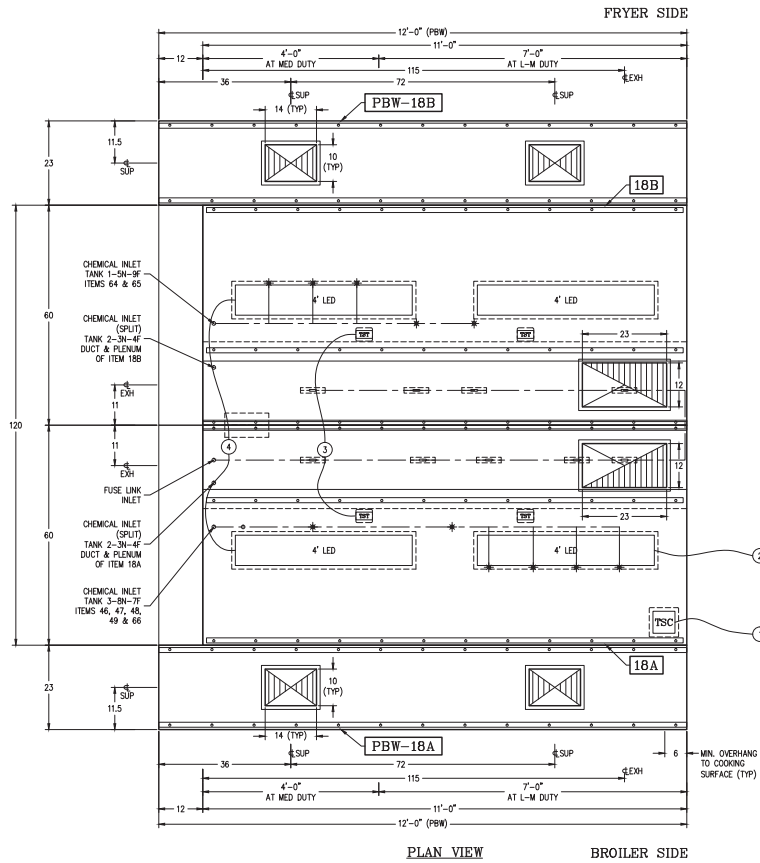 FRYER SIDE
12'-0" (PBW)
11'-0"
12
4'-0"
AT MED DUTY
7'-0"
AT L-M DUTY
115
36
72
EXH
SUP
SUP
14 (TYP)
PBW-18B
11.5
23
SUP
10
(TYP)
18B
CHEMICAL INLET
TANK 1-5N-9F
ITEMS 64 & 65
4' LED
4' LED
60
CHEMICAL INLET
(SPLIT)
TANK 2-3N-4F
DUCT & PLENUM
OF ITEM 18B
TST
TST
23
12
EXH
11
120
4
3
11
EXH
12
FUSE LINK
INLET
23
CHEMICAL INLET
(SPLIT)
TANK 2-3N-4F
DUCT & PLENUM
OF ITEM 18A
TST
TST
60
4' LED
4' LED
2
CHEMICAL INLET
TANK 3-8N-7F
ITEMS 46, 47, 48,
49 & 66
TSC
1
18A
23
SUP
11.5
10
(TYP)
14 (TYP)
PBW-18A
6
MIN. OVERHANG
TO COOKING
SURFACE (TYP)
SUP
SUP
36
72
EXH
115
4'-0"
AT MED DUTY
7'-0"
AT L-M DUTY
12
11'-0"
12'-0" (PBW)
PLAN VIEW
BROILER SIDE